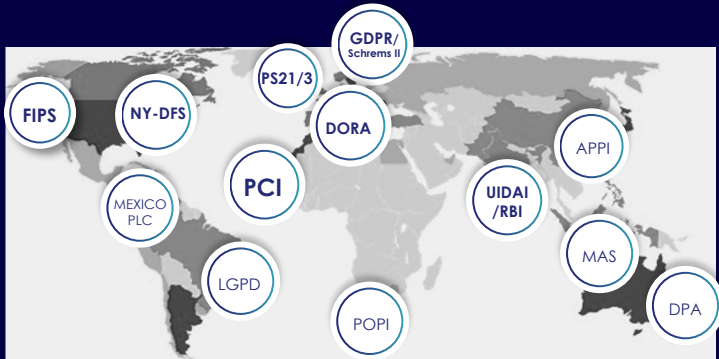 GDPR/
Schrems II
PS21/3
FIPS
NY-DFS
DORA
APPI
PCI
UIDAI
/RBI
MEXICO
PLC
MAS
LGPD
DPA
POPI